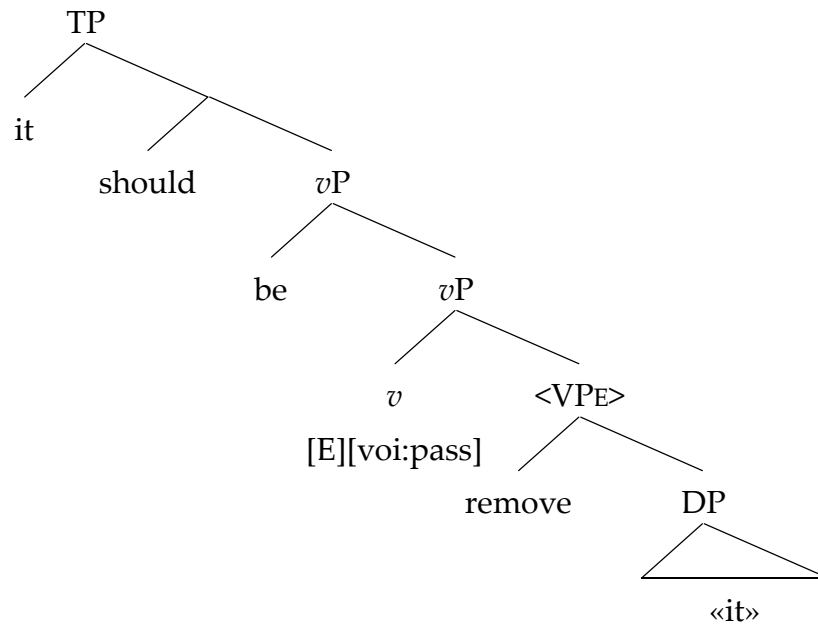 TP
it
should
vP
be
vP
v
<VPE>
[E][voi:pass]
remove
DP
«it»